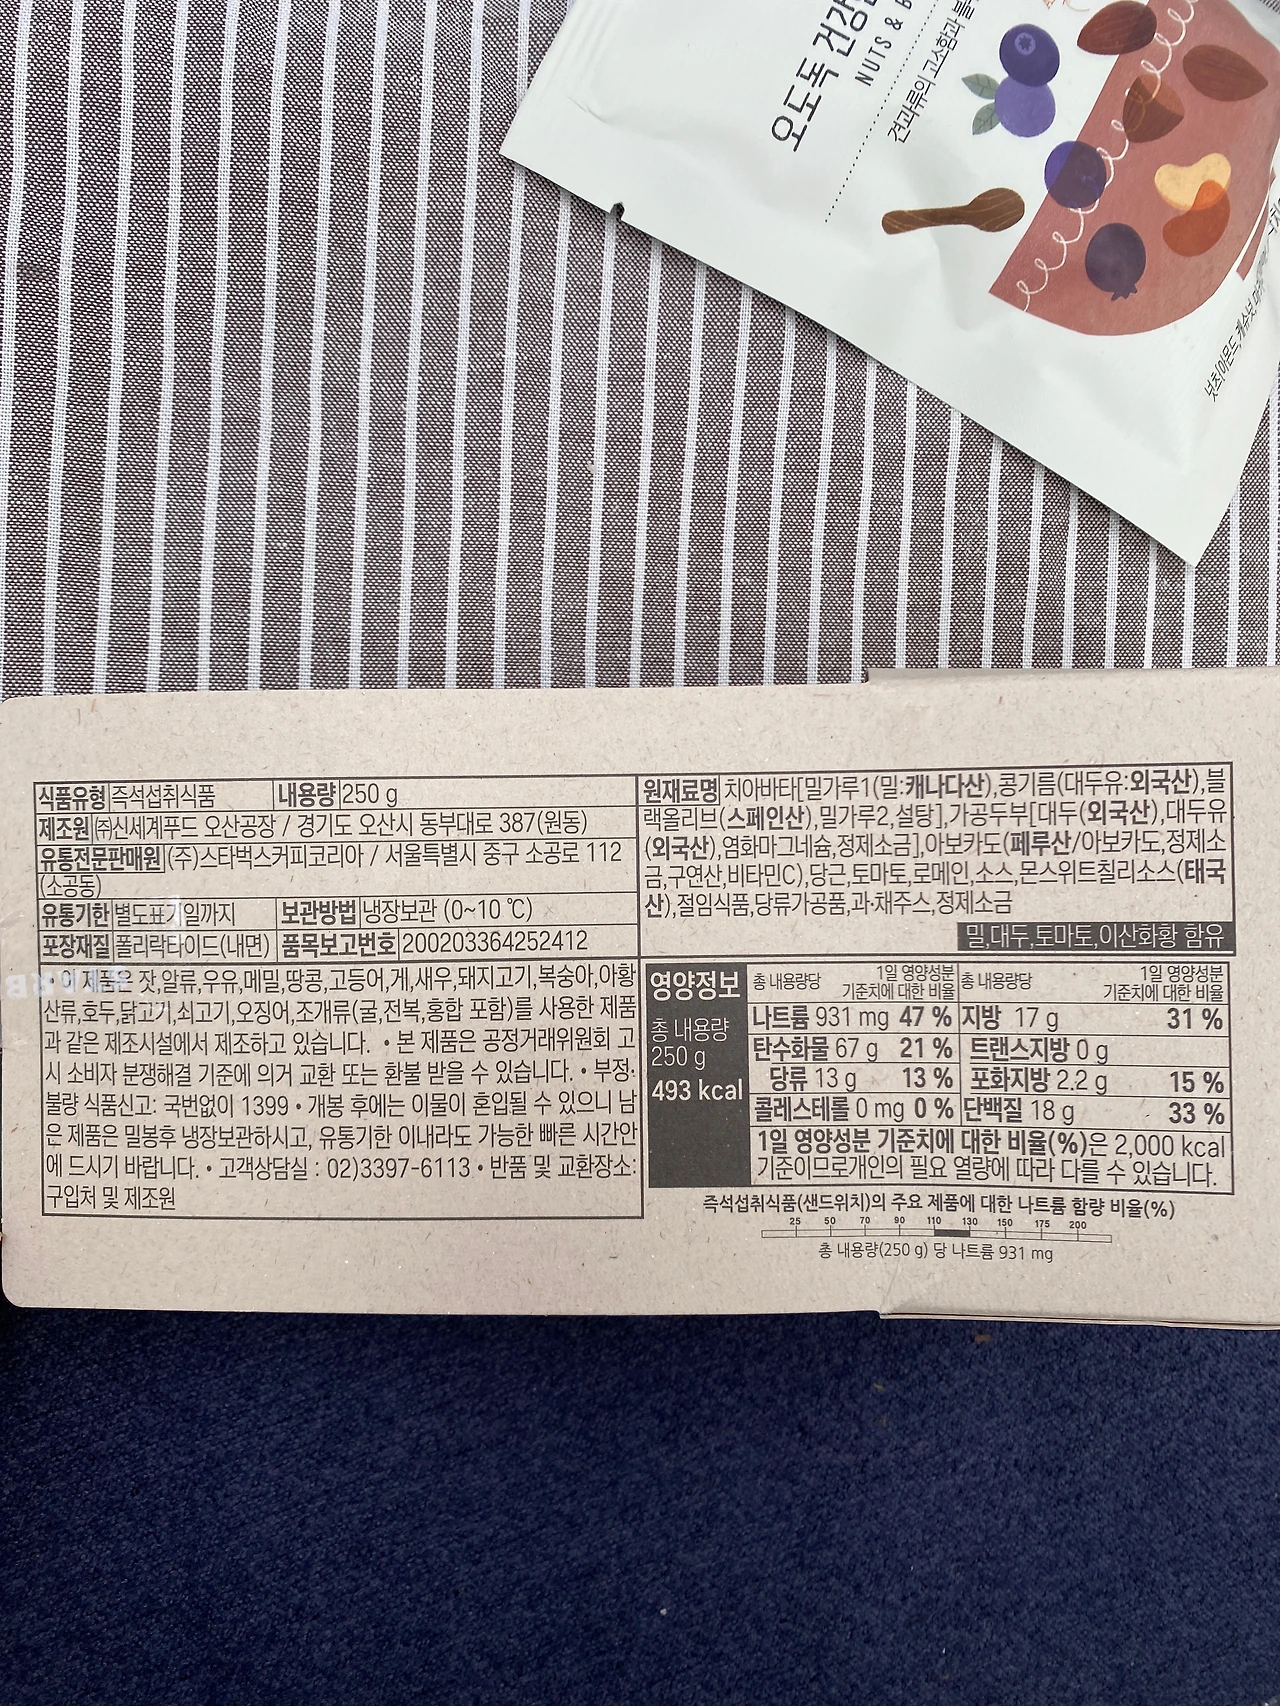 오도독 건강한
NUTS & B
견과류의 고소함과
넛츠(아몬드,캐슈넛,
식품유형 즉석섭취식품 내용량 250 g
제조원 ㈜신세계푸드 오산공장 / 경기도 오산시 동부대로 387(원동)
유통전문판매원 (주)스타벅스커피코리아 / 서울특별시 중구 소공로 112
(소공동)
유통기한 별도표기일까지 보관방법 냉장보관 (0~10 ℃)
포장재질 폴리락타이드(내면) 품목보고번호 200203364252412
• 이 제품은 잣,알류,우유,메밀,땅콩,고등어,게,새우,돼지고기,복숭아,아황
산류,호두,닭고기,쇠고기,오징어,조개류(굴,전복,홍합 포함)를 사용한 제품
과 같은 제조시설에서 제조하고 있습니다. • 본 제품은 공정거래위원회 고
시 소비자 분쟁해결 기준에 의거 교환 또는 환불 받을 수 있습니다. • 부정·
불량 식품신고: 국번없이 1399 • 개봉 후에는 이물이 혼입될 수 있으니 남
은 제품은 밀봉후 냉장보관하시고, 유통기한 이내라도 가능한 빠른 시간안
에 드시기 바랍니다. • 고객상담실 : 02)3397-6113 • 반품 및 교환장소:
구입처 및 제조원
원재료명 치아바타[밀가루1(밀:캐나다산),콩기름(대두유:외국산),블
랙올리브(스페인산),밀가루2,설탕],가공두부[대두(외국산),대두유
(외국산),염화마그네슘,정제소금],아보카도(페루산/아보카도,정제소
금,구연산,비타민C),당근,토마토,로메인,소스,몬스위트칠리소스(태국
산),절임식품,당류가공품,과·채주스,정제소금
밀,대두,토마토,이산화황 함유
영양정보
총 내용량
250 g
493 kcal
총 내용량당 1일 영양성분 총 내용량당 1일 영양성분
기준치에 대한 비율 기준치에 대한 비율
나트륨 931 mg 47 % 지방 17 g 31 %
탄수화물 67 g 21 % 트랜스지방 0 g
당류 13 g 13 % 포화지방 2.2 g 15 %
콜레스테롤 0 mg 0 % 단백질 18 g 33 %
1일 영양성분 기준치에 대한 비율(%)은 2,000 kcal
기준이므로개인의 필요 열량에 따라 다를 수 있습니다.
즉석섭취식품(샌드위치)의 주요 제품에 대한 나트륨 함량 비율(%)
25 50 70 90 110 130 150 175 200
총 내용량(250 g) 당 나트륨 931 mg